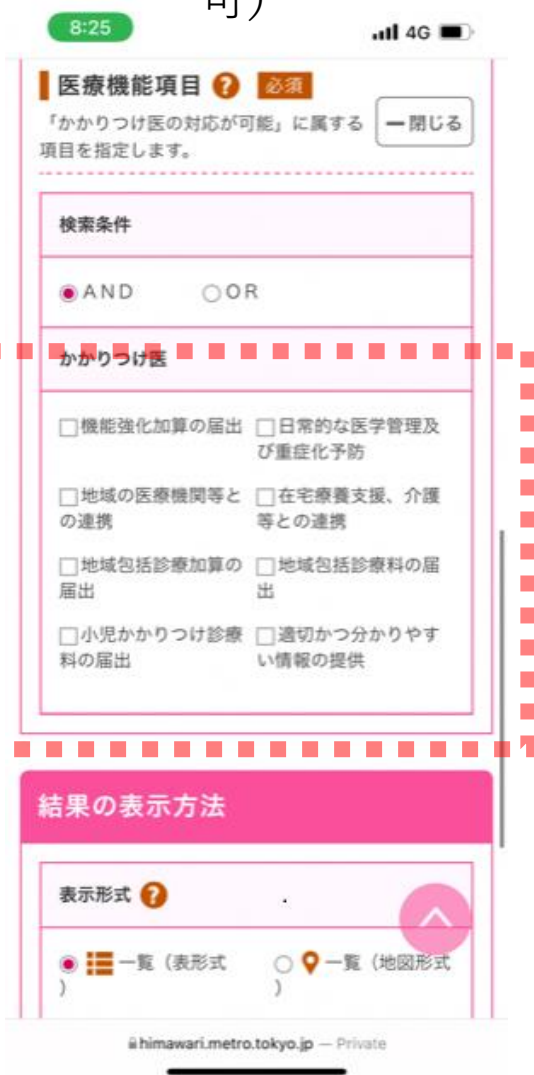 可）
8:25
4G
医療機能項目 ? 必須
「かかりつけ医の対応が可能」に属する
項目を指定します。
ー閉じる
検索条件
AND OR
かかりつけ医
機能強化加算の届出
日常的な医学管理及
び重症化予防
地域の医療機関等と
の連携
在宅療養支援、介護
等との連携
地域包括診療加算の
届出
地域包括診療料の届
出
小児かかりつけ診療
料の届出
適切かつ分かりやす
い情報の提供
結果の表示方法
表示形式 ?
一覧（表形式
）
一覧（地図形式
）
himawari.metro.tokyo.jp — Private